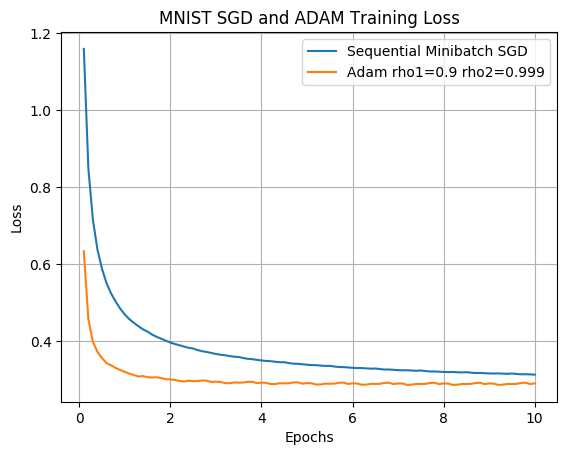 MNIST SGD and ADAM Training Loss
Sequential Minibatch SGD
Adam rho1=0.9 rho2=0.999
1.2
1.0
0.8
0.6
0.4
Loss
0
2
4
6
8
10
Epochs